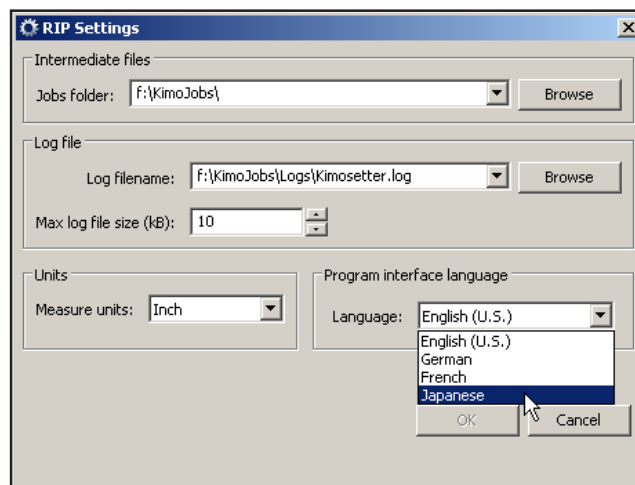 RIP Settings
Intermediate files
Jobs folder: f:\KimoJobs\ Browse
Log file
Log filename: f:\KimoJobs\Logs\Kimosetter.log Browse
Max log file size (kB): 10
Units
Measure units: Inch
Program interface language
Language: English (U.S.)
English (U.S.)
German
French
Japanese
OK Cancel